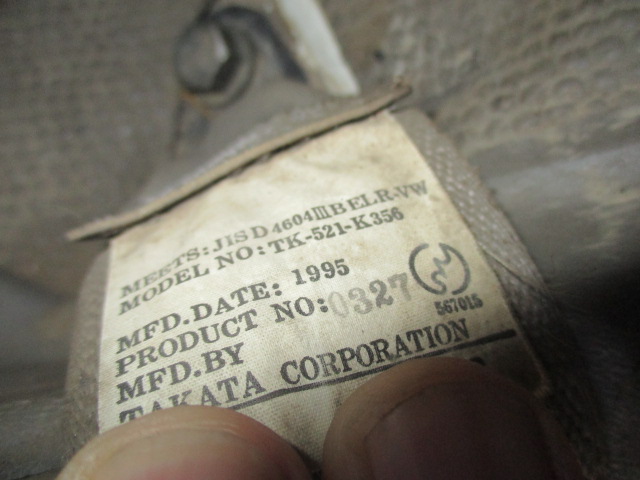 MEETS: JIS D 4604 III B ELR-VW
MODEL NO: TK-521-K356
MFD. DATE: 1995
PRODUCT NO: 0327
567015
MFD. BY
TAKATA CORPORATION